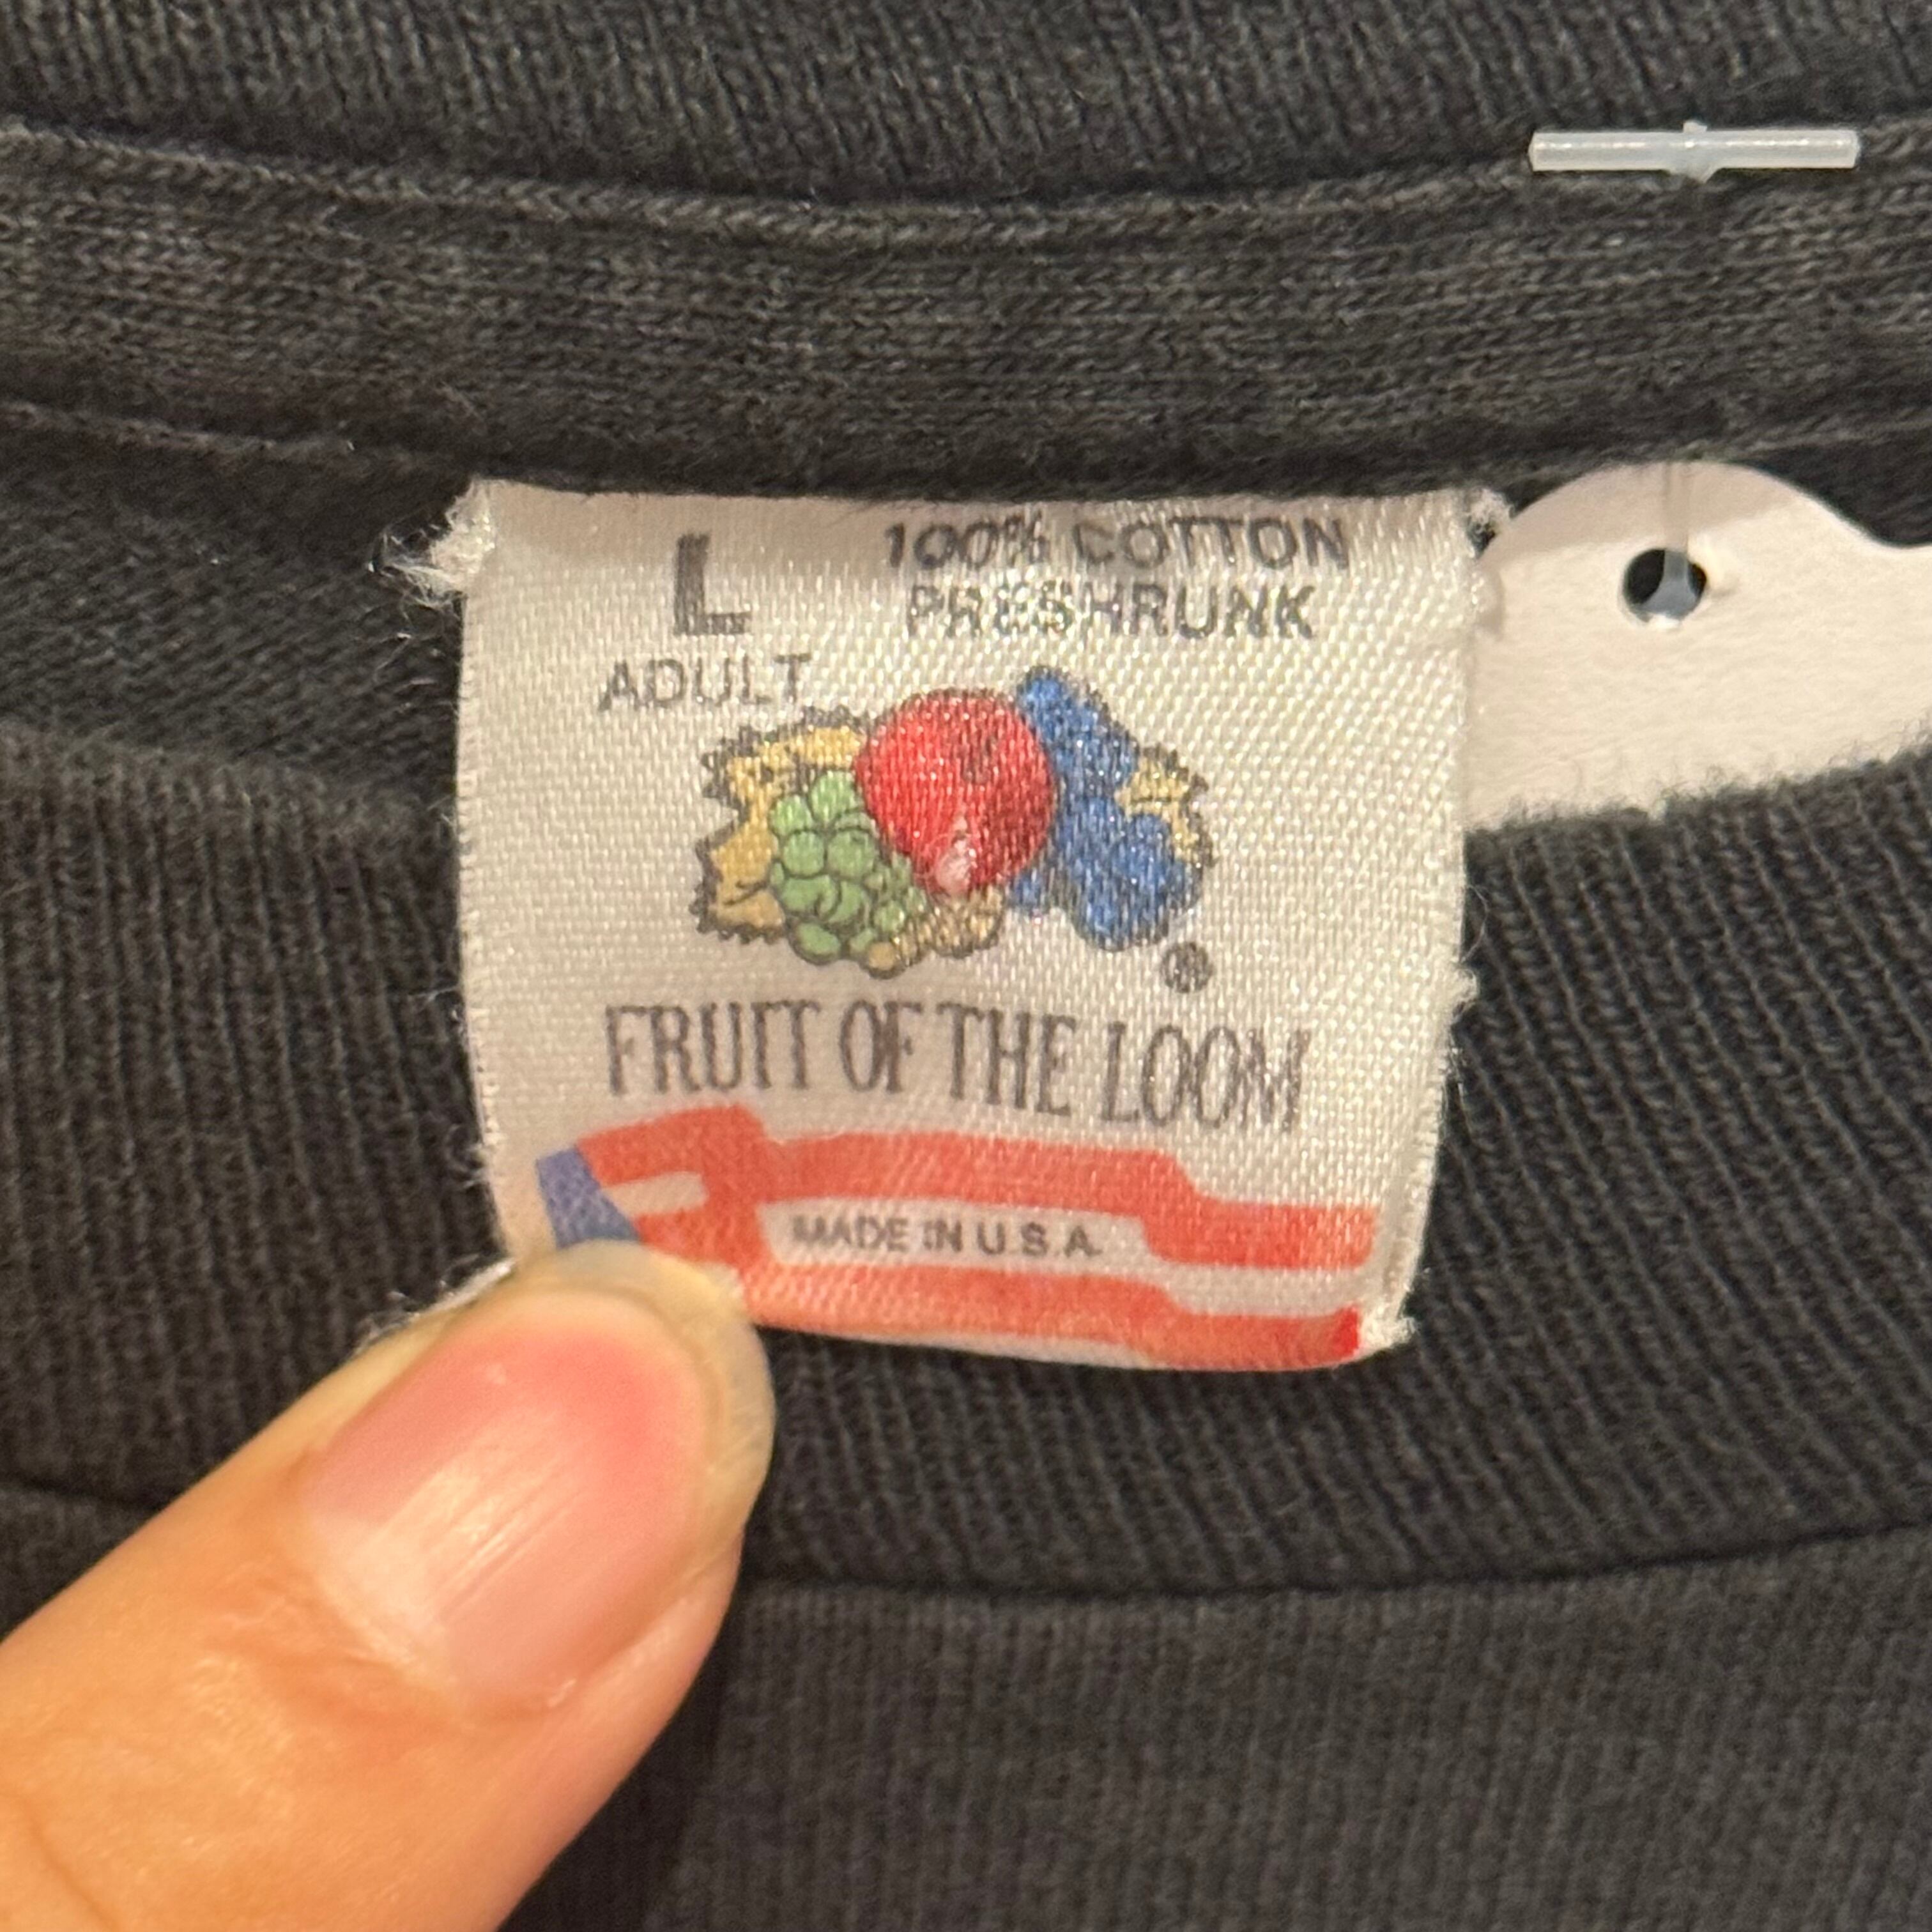 L
100% COTTON
PRESHRUNK
ADULT
®
FRUIT OF THE LOOM
MADE IN U.S.A.